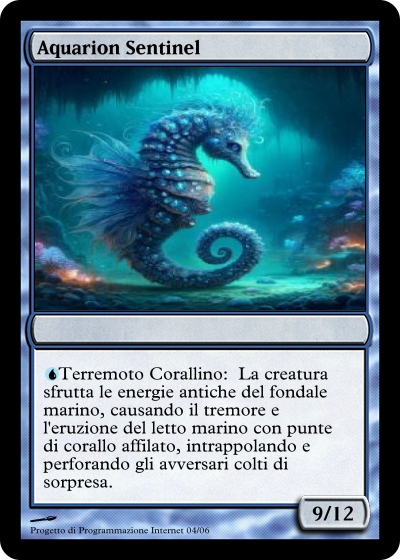 Aquarion Sentinel
Terremoto Corallino: La creatura
sfrutta le energie antiche del fondale
marino, causando il tremore e
l'eruzione del letto marino con punte
di corallo affilato, intrappolando e
perforando gli avversari colti di
sorpresa.
9/12
Progetto di Programmazione Internet 04/06